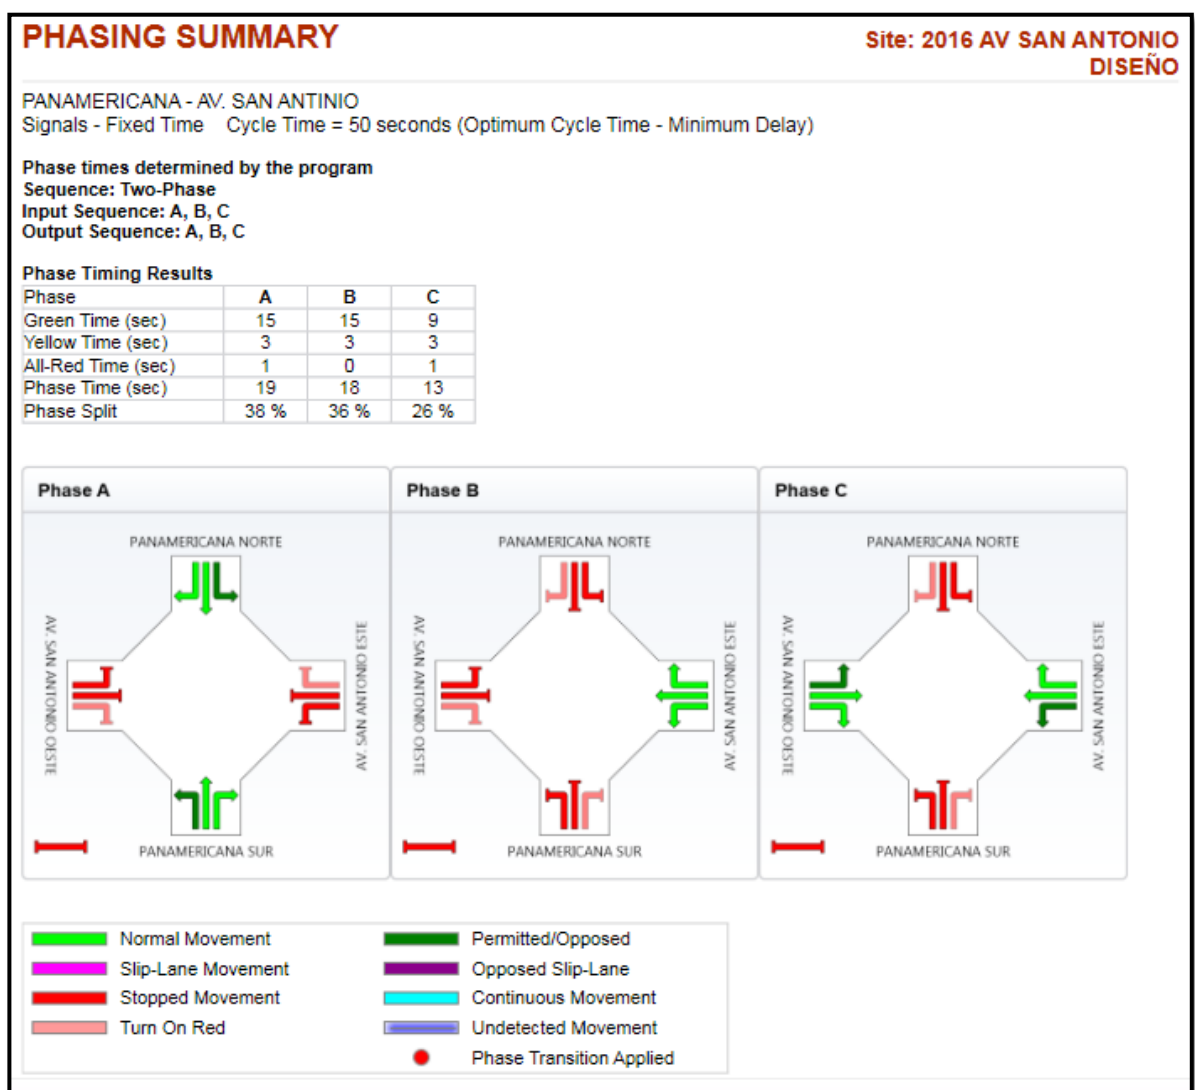 PHASING SUMMARY
Site: 2016 AV SAN ANTONIO
DISEÑO
PANAMERICANA - AV. SAN ANTINIO
Signals - Fixed Time Cycle Time = 50 seconds (Optimum Cycle Time - Minimum Delay)
Phase times determined by the program
Sequence: Two-Phase
Input Sequence: A, B, C
Output Sequence: A, B, C
Phase Timing Results
Phase A B C
Green Time (sec) 15 15 9
Yellow Time (sec) 3 3 3
All-Red Time (sec) 1 0 1
Phase Time (sec) 19 18 13
Phase Split 38 % 36 % 26 %
Phase A
PANAMERICANA NORTE
AV. SAN ANTONIO OESTE
AV. SAN ANTONIO ESTE
PANAMERICANA SUR
Phase B
PANAMERICANA NORTE
AV. SAN ANTONIO OESTE
AV. SAN ANTONIO ESTE
PANAMERICANA SUR
Phase C
PANAMERICANA NORTE
AV. SAN ANTONIO OESTE
AV. SAN ANTONIO ESTE
PANAMERICANA SUR
Normal Movement
Permitted/Opposed
Slip-Lane Movement
Opposed Slip-Lane
Stopped Movement
Continuous Movement
Turn On Red
Undetected Movement
Phase Transition Applied